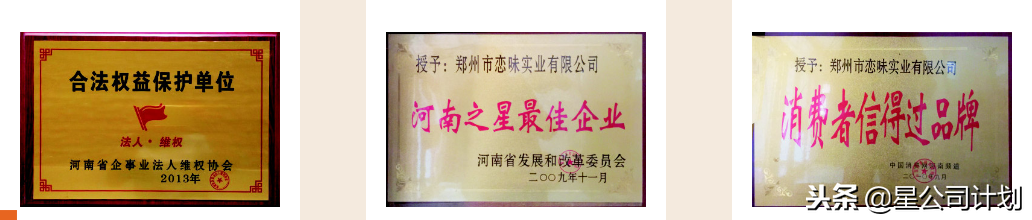 合法权益保护单位
法人·维权
河南省企事业法人维权协会
2013年
授予：郑州市恋味实业有限公司
河南之星最佳企业
河南省发展和改革委员会
二〇〇九年十一月
授予：郑州市恋味实业有限公司
消费者信得过品牌
头条 @星公司计划